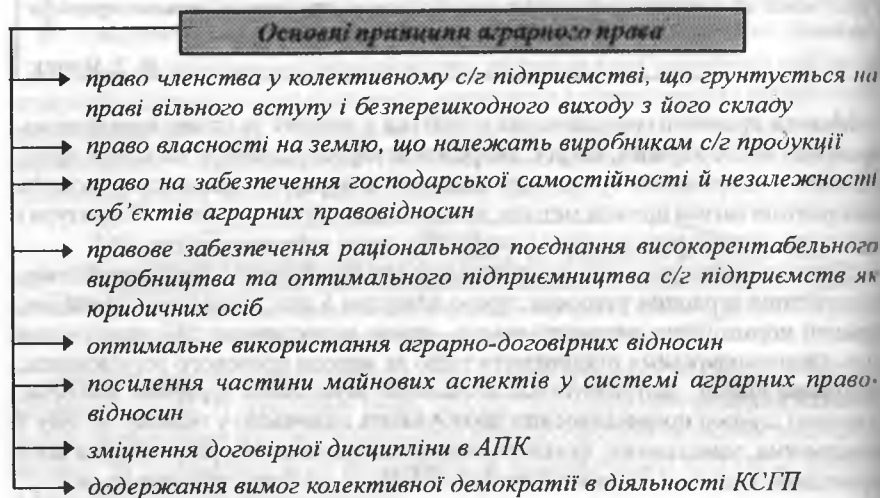 Основні принципи аграрного права
право членства у колективному с/г підприємстві, що грунтується на
праві вільного вступу і безперешкодного виходу з його складу
право власності на землю, що належать виробникам с/г продукції
право на забезпечення господарської самостійності й незалежності
суб’єктів аграрних правовідносин
правове забезпечення раціонального поєднання високорентабельного
виробництва та оптимального підприємництва с/г підприємств як
юридичних осіб
оптимальне використання аграрно-договірних відносин
посилення частини майнових аспектів у системі аграрних право-
відносин
зміцнення договірної дисципліни в АПК
додержання вимог колективної демократії в діяльності КСГП